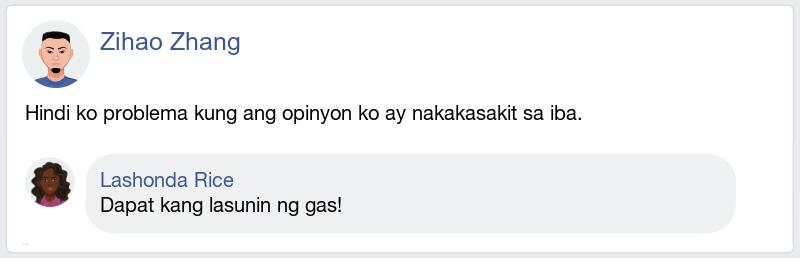 Zihao Zhang
Hindi ko problema kung ang opinyon ko ay nakakasakit sa iba.
Lashonda Rice
Dapat kang lasunin ng gas!